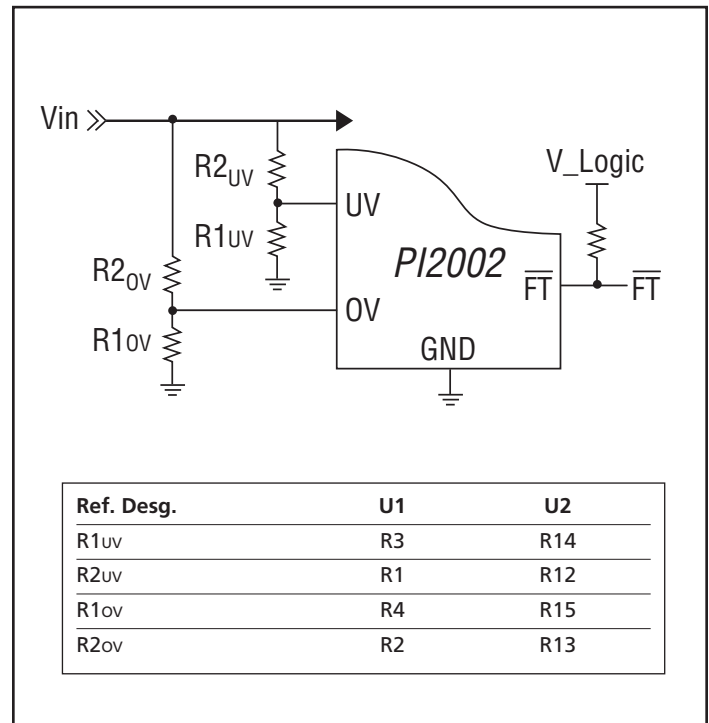 Vin
V_Logic
R2UV
UV
R1UV
PI2002
R2OV
FT
FT
OV
R1OV
GND
Ref. Desg. U1 U2
R1UV R3 R14
R2UV R1 R12
R1OV R4 R15
R2OV R2 R13